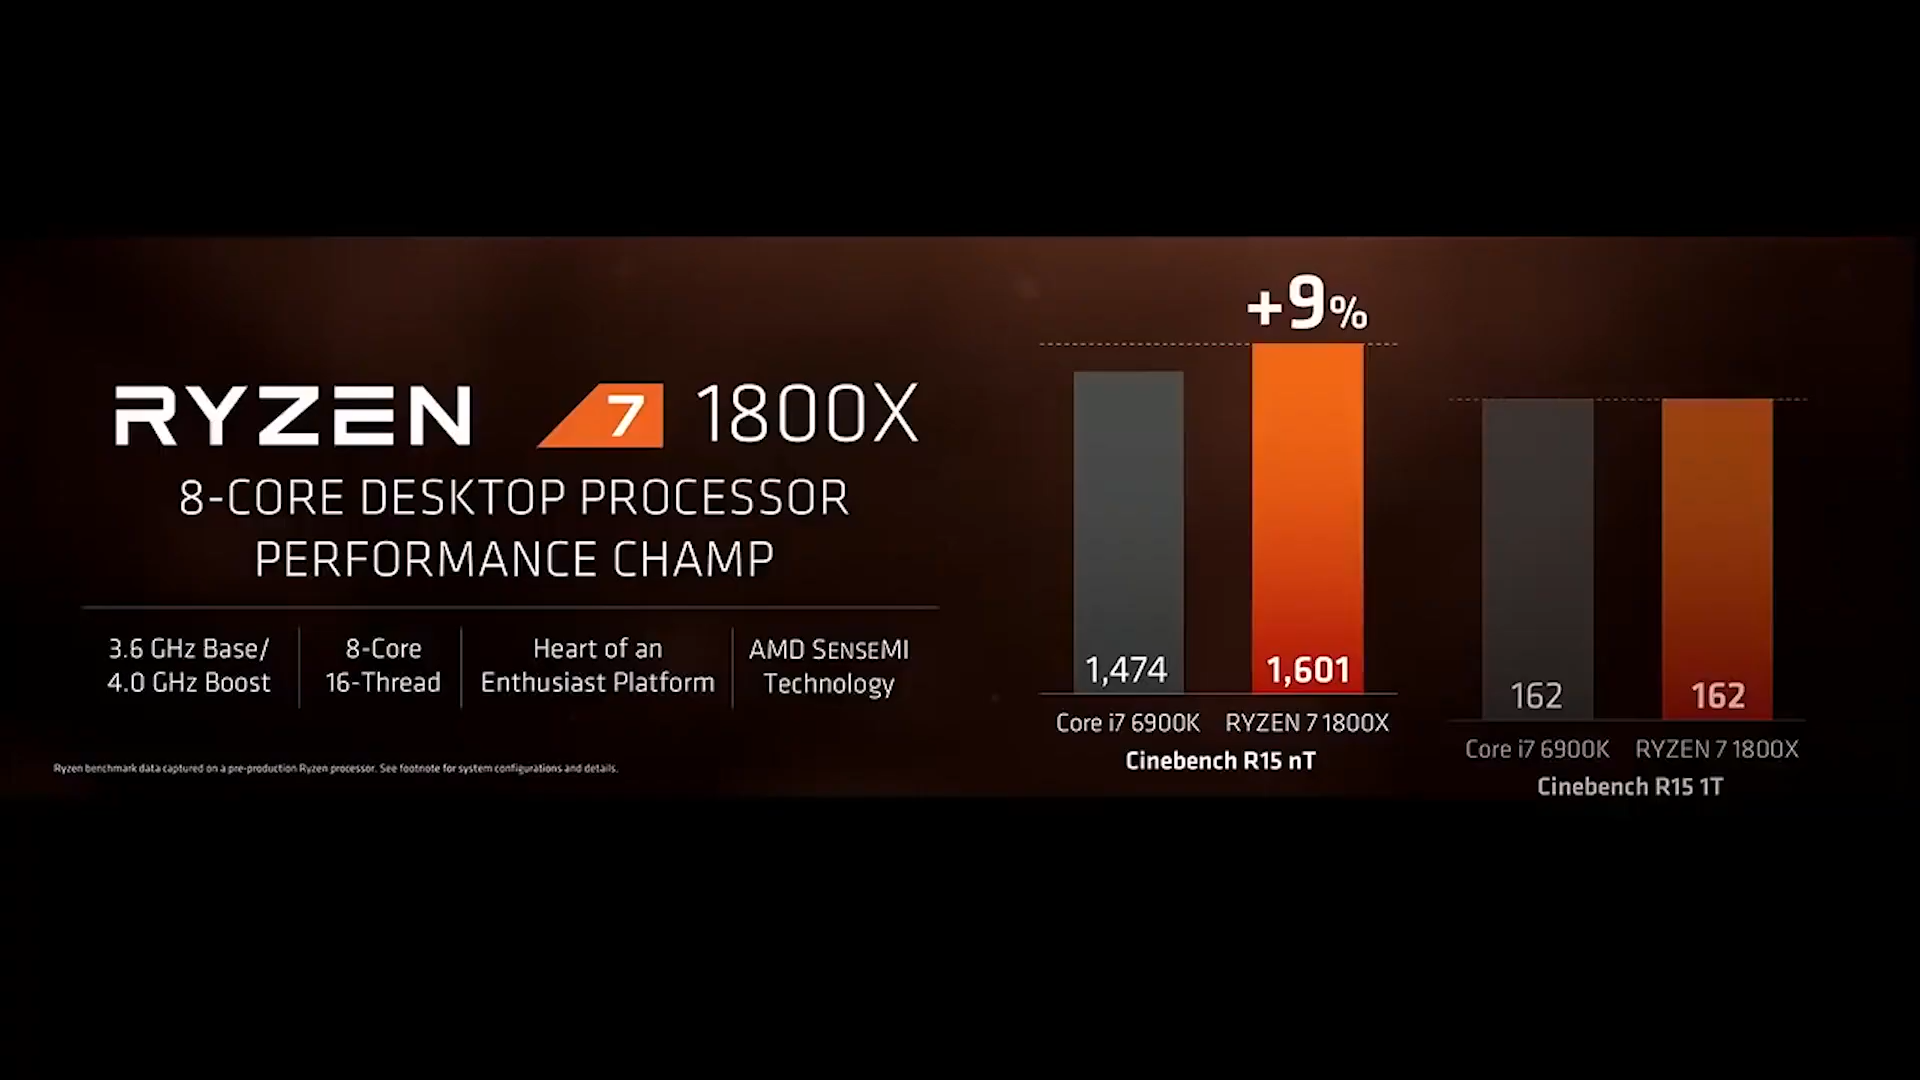 RYZEN 7 1800X
8-CORE DESKTOP PROCESSOR
PERFORMANCE CHAMP
3.6 GHz Base/
4.0 GHz Boost
8-Core
16-Thread
Heart of an
Enthusiast Platform
AMD SENSEMI
Technology
Ryzen benchmark data captured on a pre-production Ryzen processor. See footnote for system configurations and details.
+9%
1,474
1,601
Core i7 6900K
RYZEN 7 1800X
Cinebench R15 nT
162
162
Core i7 6900K
RYZEN 7 1800X
Cinebench R15 1T